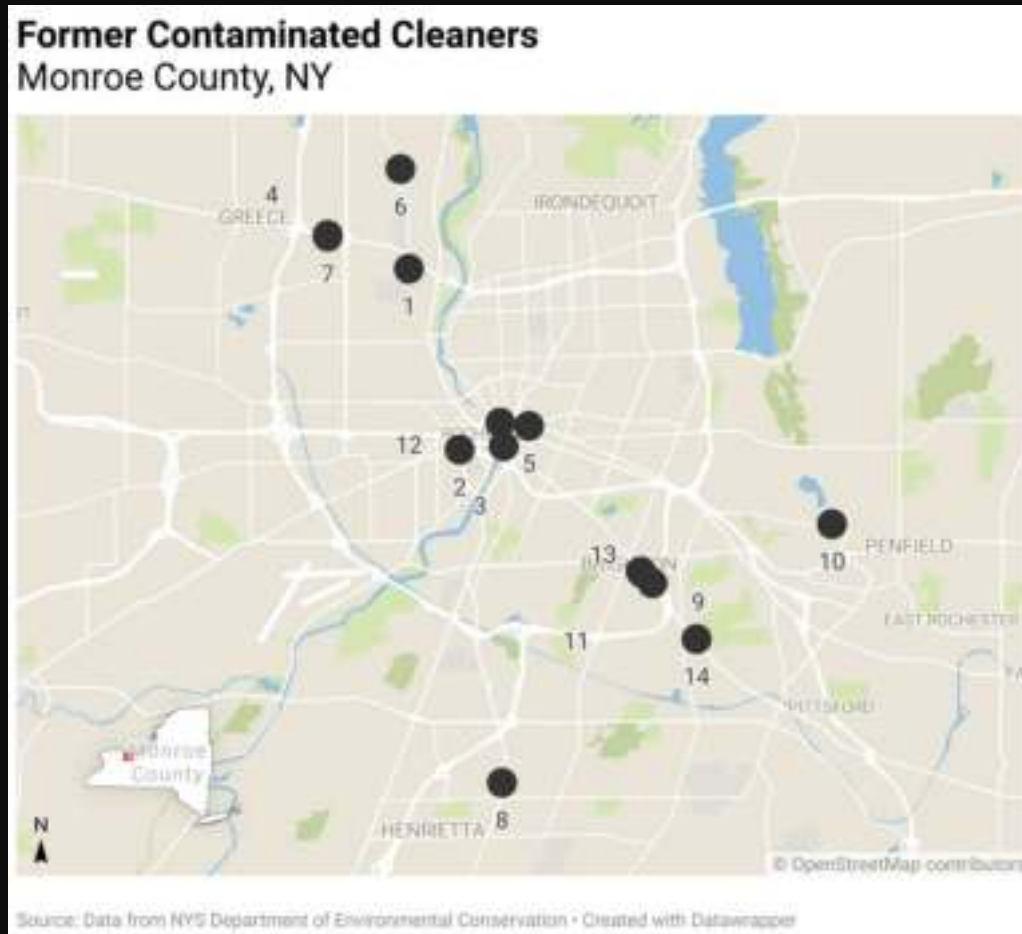 Former Contaminated Cleaners
Monroe County, NY
4
GREECE
6
7
1
IRONDEQUOIT
12
5
2
3
13
9
10
PENFIELD
11
14
EAST ROCHESTER
PITTSFORD
Monroe
County
N
8
HENRIETTA
© OpenStreetMap contributors
Source: Data from NYS Department of Environmental Conservation • Created with Datawrapper